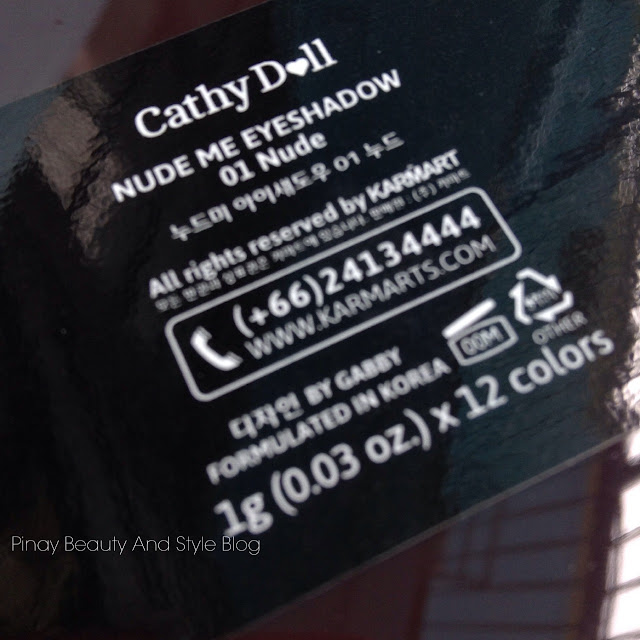 Cathy D♥ll
NUDE ME EYESHADOW
01 Nude
누드미 아이섀도우 01 누드
All rights reserved by KARMART
(+66)24134444
WWW.KARMARTS.COM
디자인 BY GABBY
FORMULATED IN KOREA
OTHER
1g (0.03 oz.) x 12 colors
Pinay Beauty And Style Blog